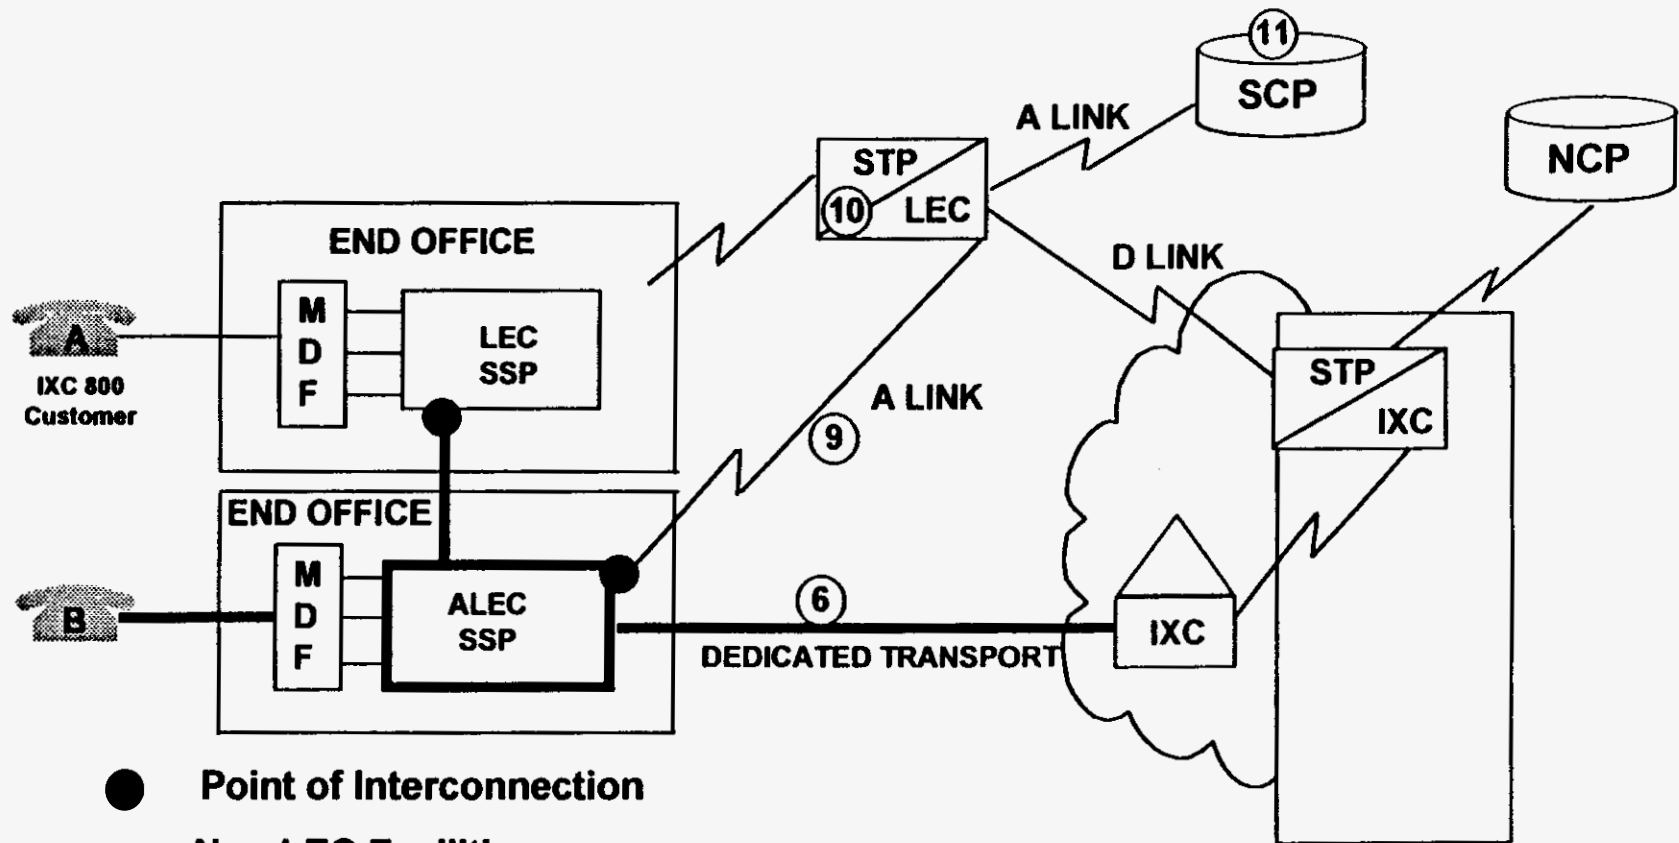 11
SCP
A LINK
NCP
STP
10
LEC
END OFFICE
D LINK
M
D
F
LEC
SSP
A
IXC 800
Customer
STP
IXC
A LINK
9
END OFFICE
M
D
F
ALEC
SSP
B
6
DEDICATED TRANSPORT
IXC
Point of Interconnection